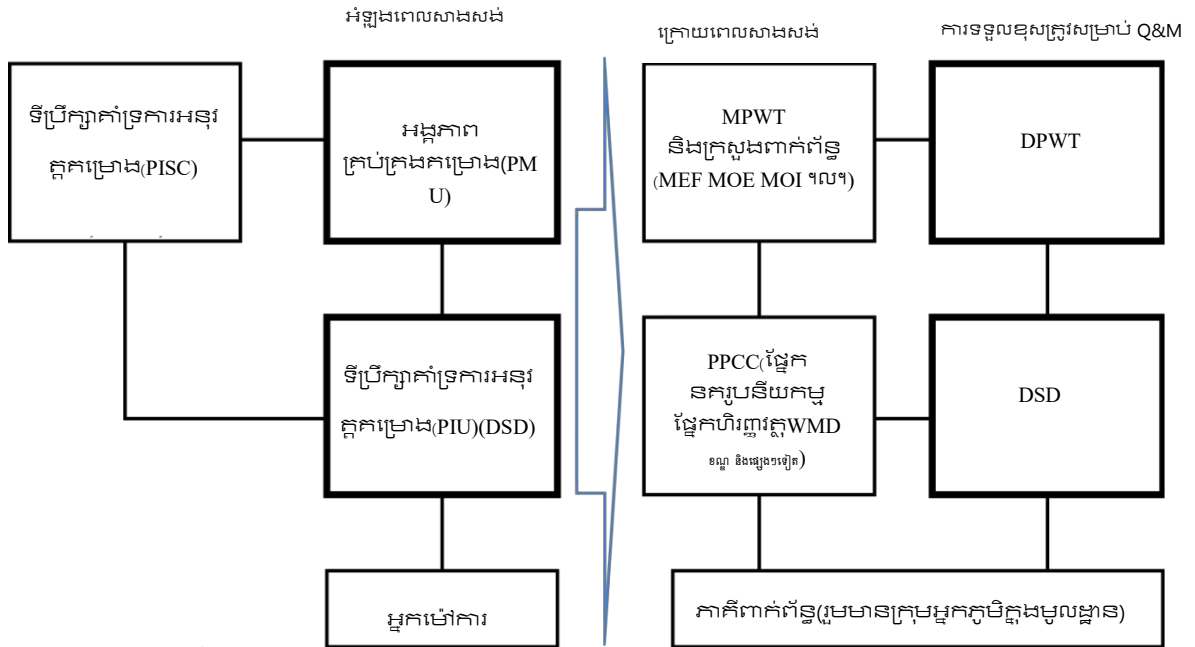 អំឡុងពេលសាងសង់
ក្រោយពេលសាងសង់
ការទទួលខុសត្រូវសម្រាប់ Q&M
ទីប្រឹក្សាគាំទ្រការអនុវ
ត្តគម្រោង(PISC)
អង្គភាព
គ្រប់គ្រងគម្រោង(PM
U)
MPWT
និងក្រសួងពាក់ព័ន្ធ
(MEF MOE MOI ។ល។)
DPWT
ទីប្រឹក្សាគាំទ្រការអនុវ
ត្តគម្រោង(PIU)(DSD)
PPCC(ផ្នែក
នគរូបនីយកម្ម
ផ្នែកហិរញ្ញវត្ថុWMD
ខណ្ឌ និងផ្សេងៗទៀត)
DSD
អ្នកម៉ៅការ
ភាគីពាក់ព័ន្ធ(រួមមានក្រុមអ្នកភូមិក្នុងមូលដ្ឋាន)